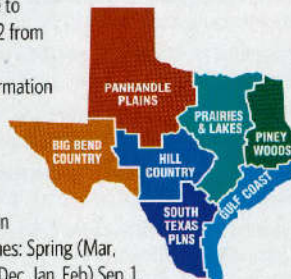 e to
2 from
rmation
PANHANDLE
PLAINS
PRAIRIES
& LAKES
PINEY
WOODS
BIG BEND
COUNTRY
HILL
COUNTRY
GULF COAST
SOUTH
TEXAS
PLNS
n
nes: Spring (Mar,
Dec, Jan, Feb) Sep 1